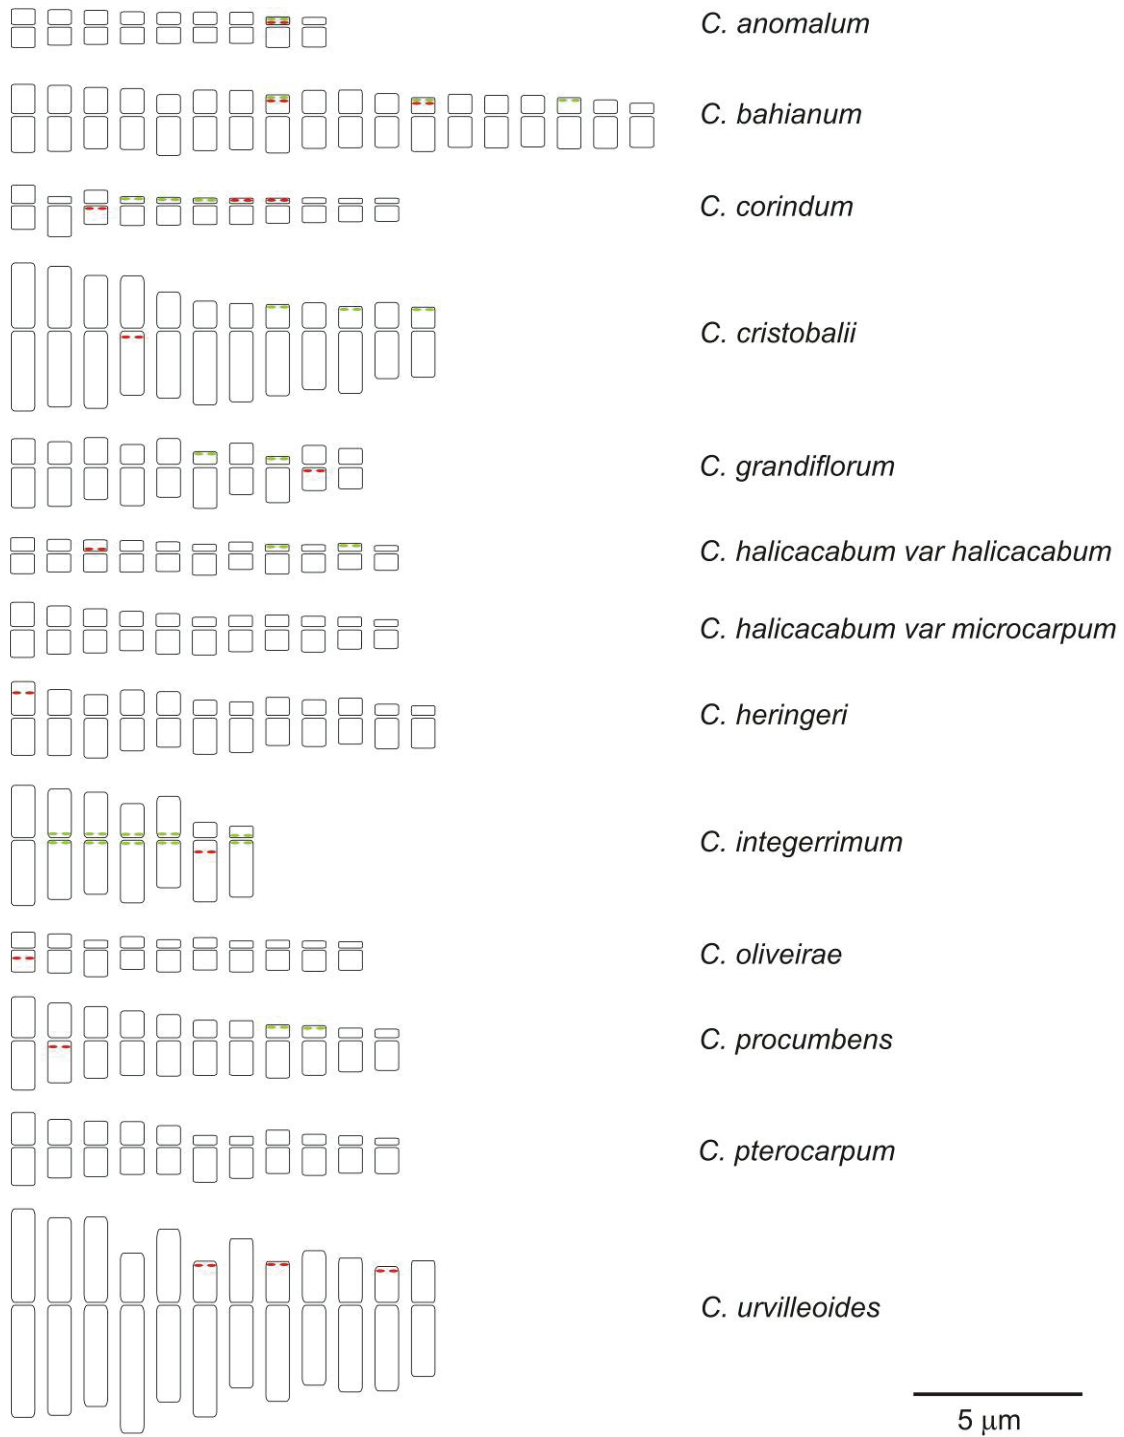 C. anomalum
C. bahianum
C. corindum
C. cristobalii
C. grandiflorum
C. halicacabum var halicacabum
C. halicacabum var microcarpum
C. heringeri
C. integerrimum
C. oliveirae
C. procumbens
C. pterocarpum
C. urvilleoides
5 µm